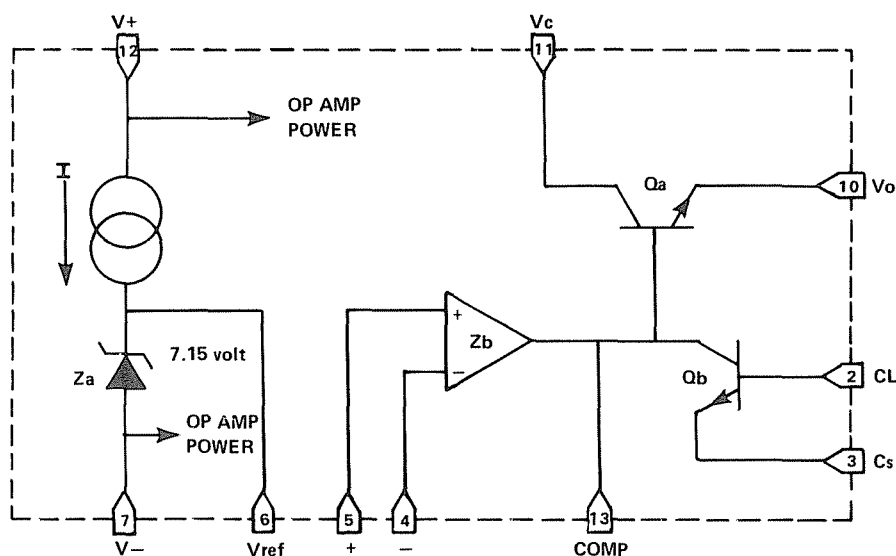 V+
Vc
12
11
OP AMP
POWER
I
Qa
10
Vo
+
7.15 volt
Zb
Za
−
Qb
2
CL
OP AMP
POWER
3
Cs
7
6
5
4
13
V−
Vref
+
−
COMP